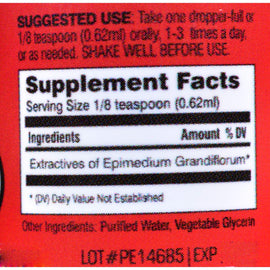 SUGGESTED USE: Take one dropper-full or
1/8 teaspoon (0.62ml) orally, 1-3 times a day,
or as needed. SHAKE WELL BEFORE USE.
Supplement Facts
Serving Size 1/8 teaspoon (0.62ml)
Ingredients Amount % DV
Extractives of Epimedium Grandiflorum*
* (DV) Daily Value Not Established
Other Ingredients: Purified Water, Vegetable Glycerin
LOT#PE14685|EXP